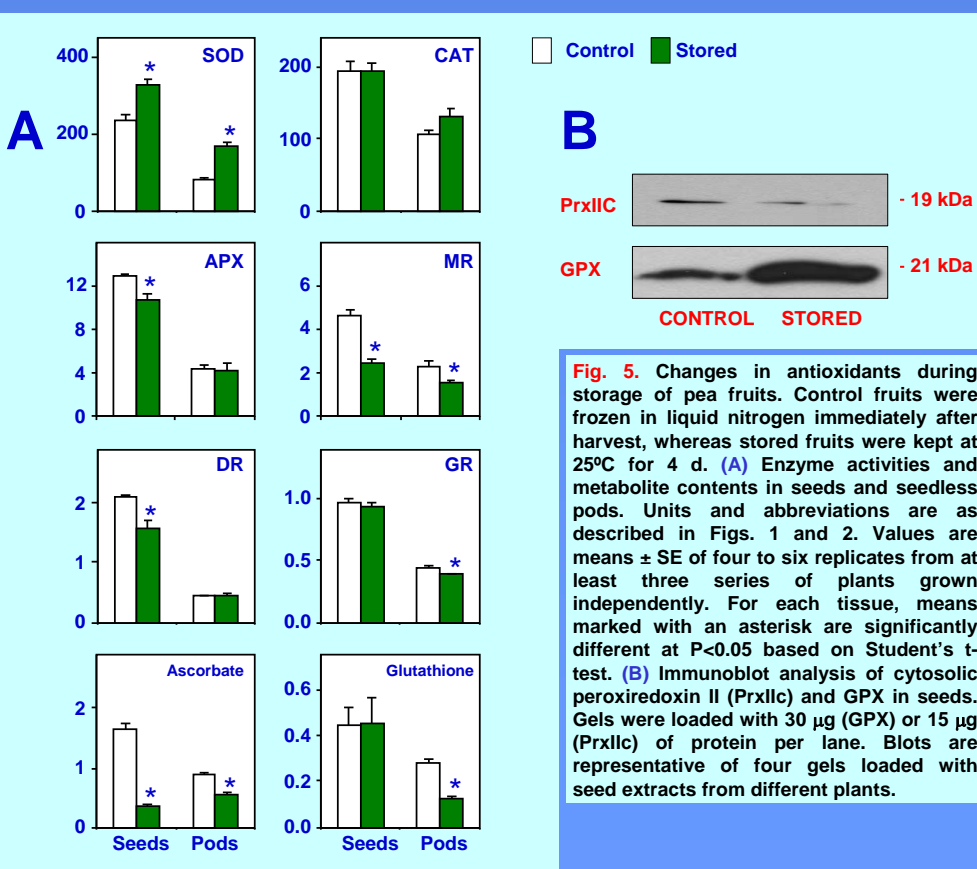 A
SOD
400
200
0
*
*
CAT
200
100
0
APX
12
8
4
0
*
MR
6
4
2
0
*
*
DR
2
1
0
*
GR
1.0
0.5
0.0
*
Ascorbate
2
1
0
*
*
Seeds Pods
Glutathione
0.6
0.4
0.2
0.0
*
Seeds Pods
Control Stored
B
PrxIIC - 19 kDa
GPX - 21 kDa
CONTROL STORED
Fig. 5. Changes in antioxidants during
storage of pea fruits. Control fruits were
frozen in liquid nitrogen immediately after
harvest, whereas stored fruits were kept at
25ºC for 4 d. (A) Enzyme activities and
metabolite contents in seeds and seedless
pods. Units and abbreviations are as
described in Figs. 1 and 2. Values are
means ± SE of four to six replicates from at
least three series of plants grown
independently. For each tissue, means
marked with an asterisk are significantly
different at P<0.05 based on Student's t-
test. (B) Immunoblot analysis of cytosolic
peroxiredoxin II (PrxIIc) and GPX in seeds.
Gels were loaded with 30 μg (GPX) or 15 μg
(PrxIIc) of protein per lane. Blots are
representative of four gels loaded with
seed extracts from different plants.